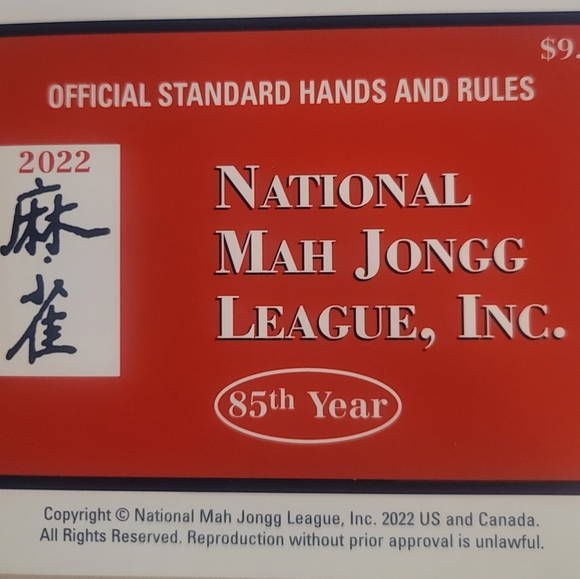 $9.
OFFICIAL STANDARD HANDS AND RULES
2022
麻
雀
NATIONAL
MAH JONGG
LEAGUE, INC.
85th Year
Copyright © National Mah Jongg League, Inc. 2022 US and Canada.
All Rights Reserved. Reproduction without prior approval is unlawful.